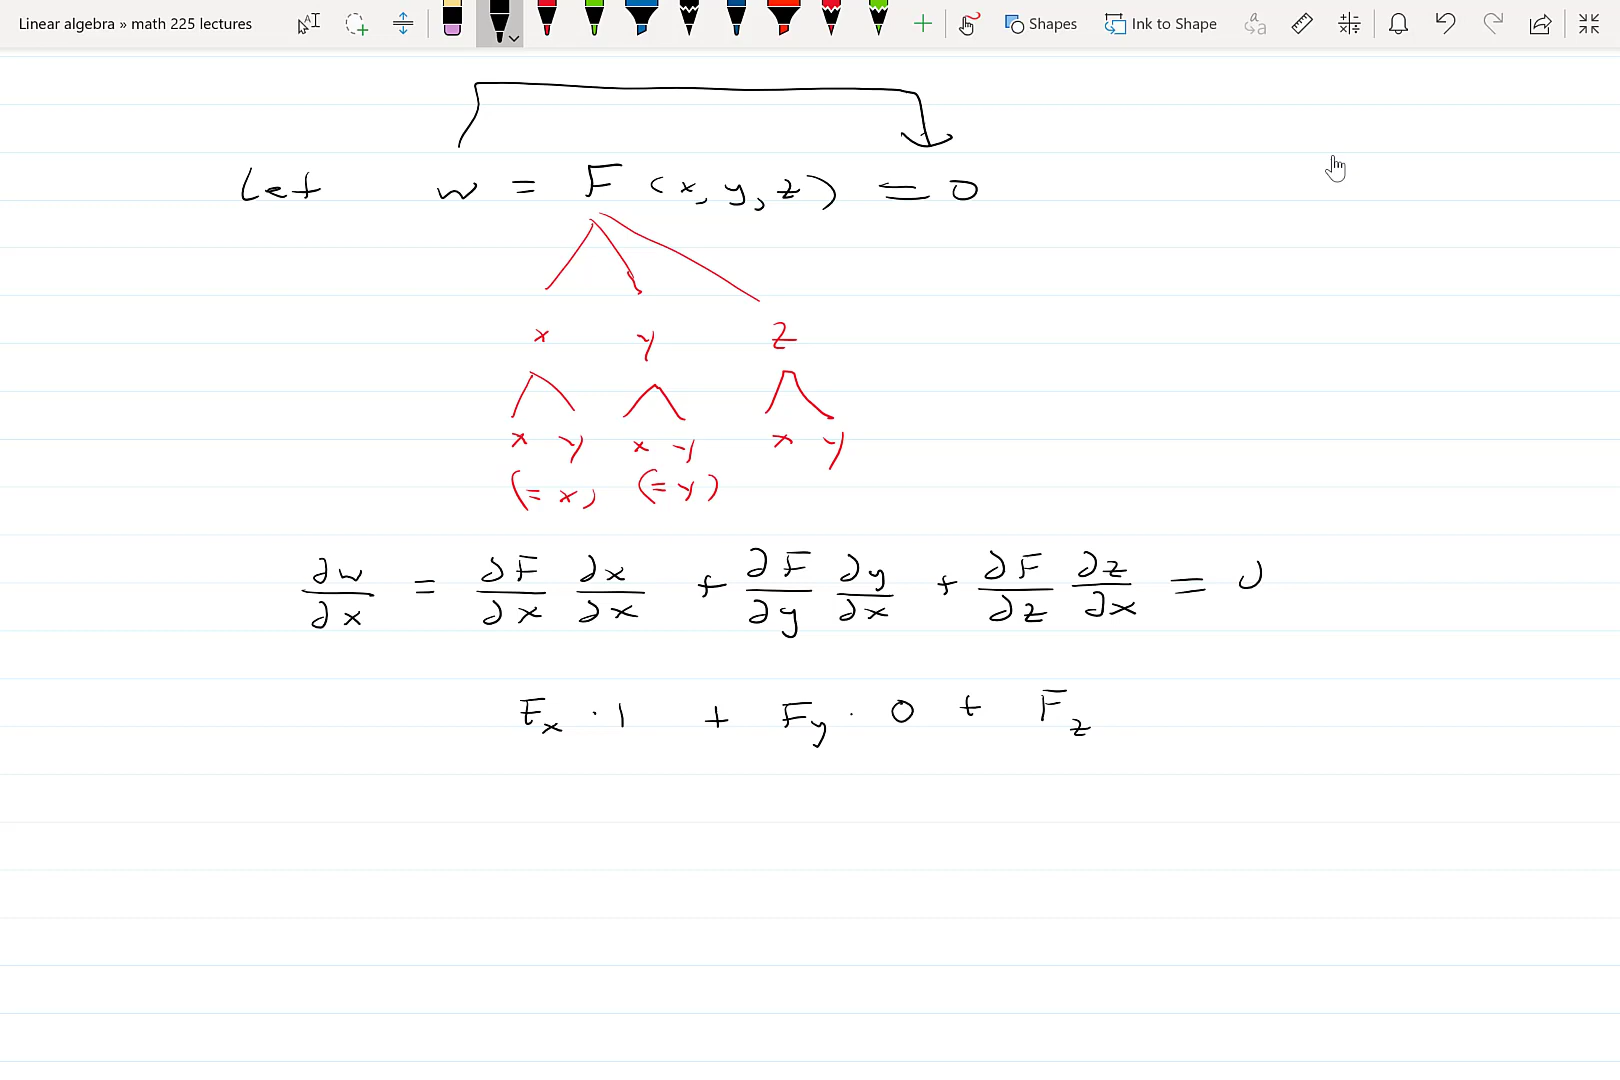 Linear algebra » math 225 lectures Shapes Ink to Shape
Let w = F (x, y, z) = 0
x y z
x y x y x y
(= x) (= y)
∂w/∂x = ∂F/∂x ∂x/∂x + ∂F/∂y ∂y/∂x + ∂F/∂z ∂z/∂x = 0
Fx · 1 + Fy · 0 + Fz